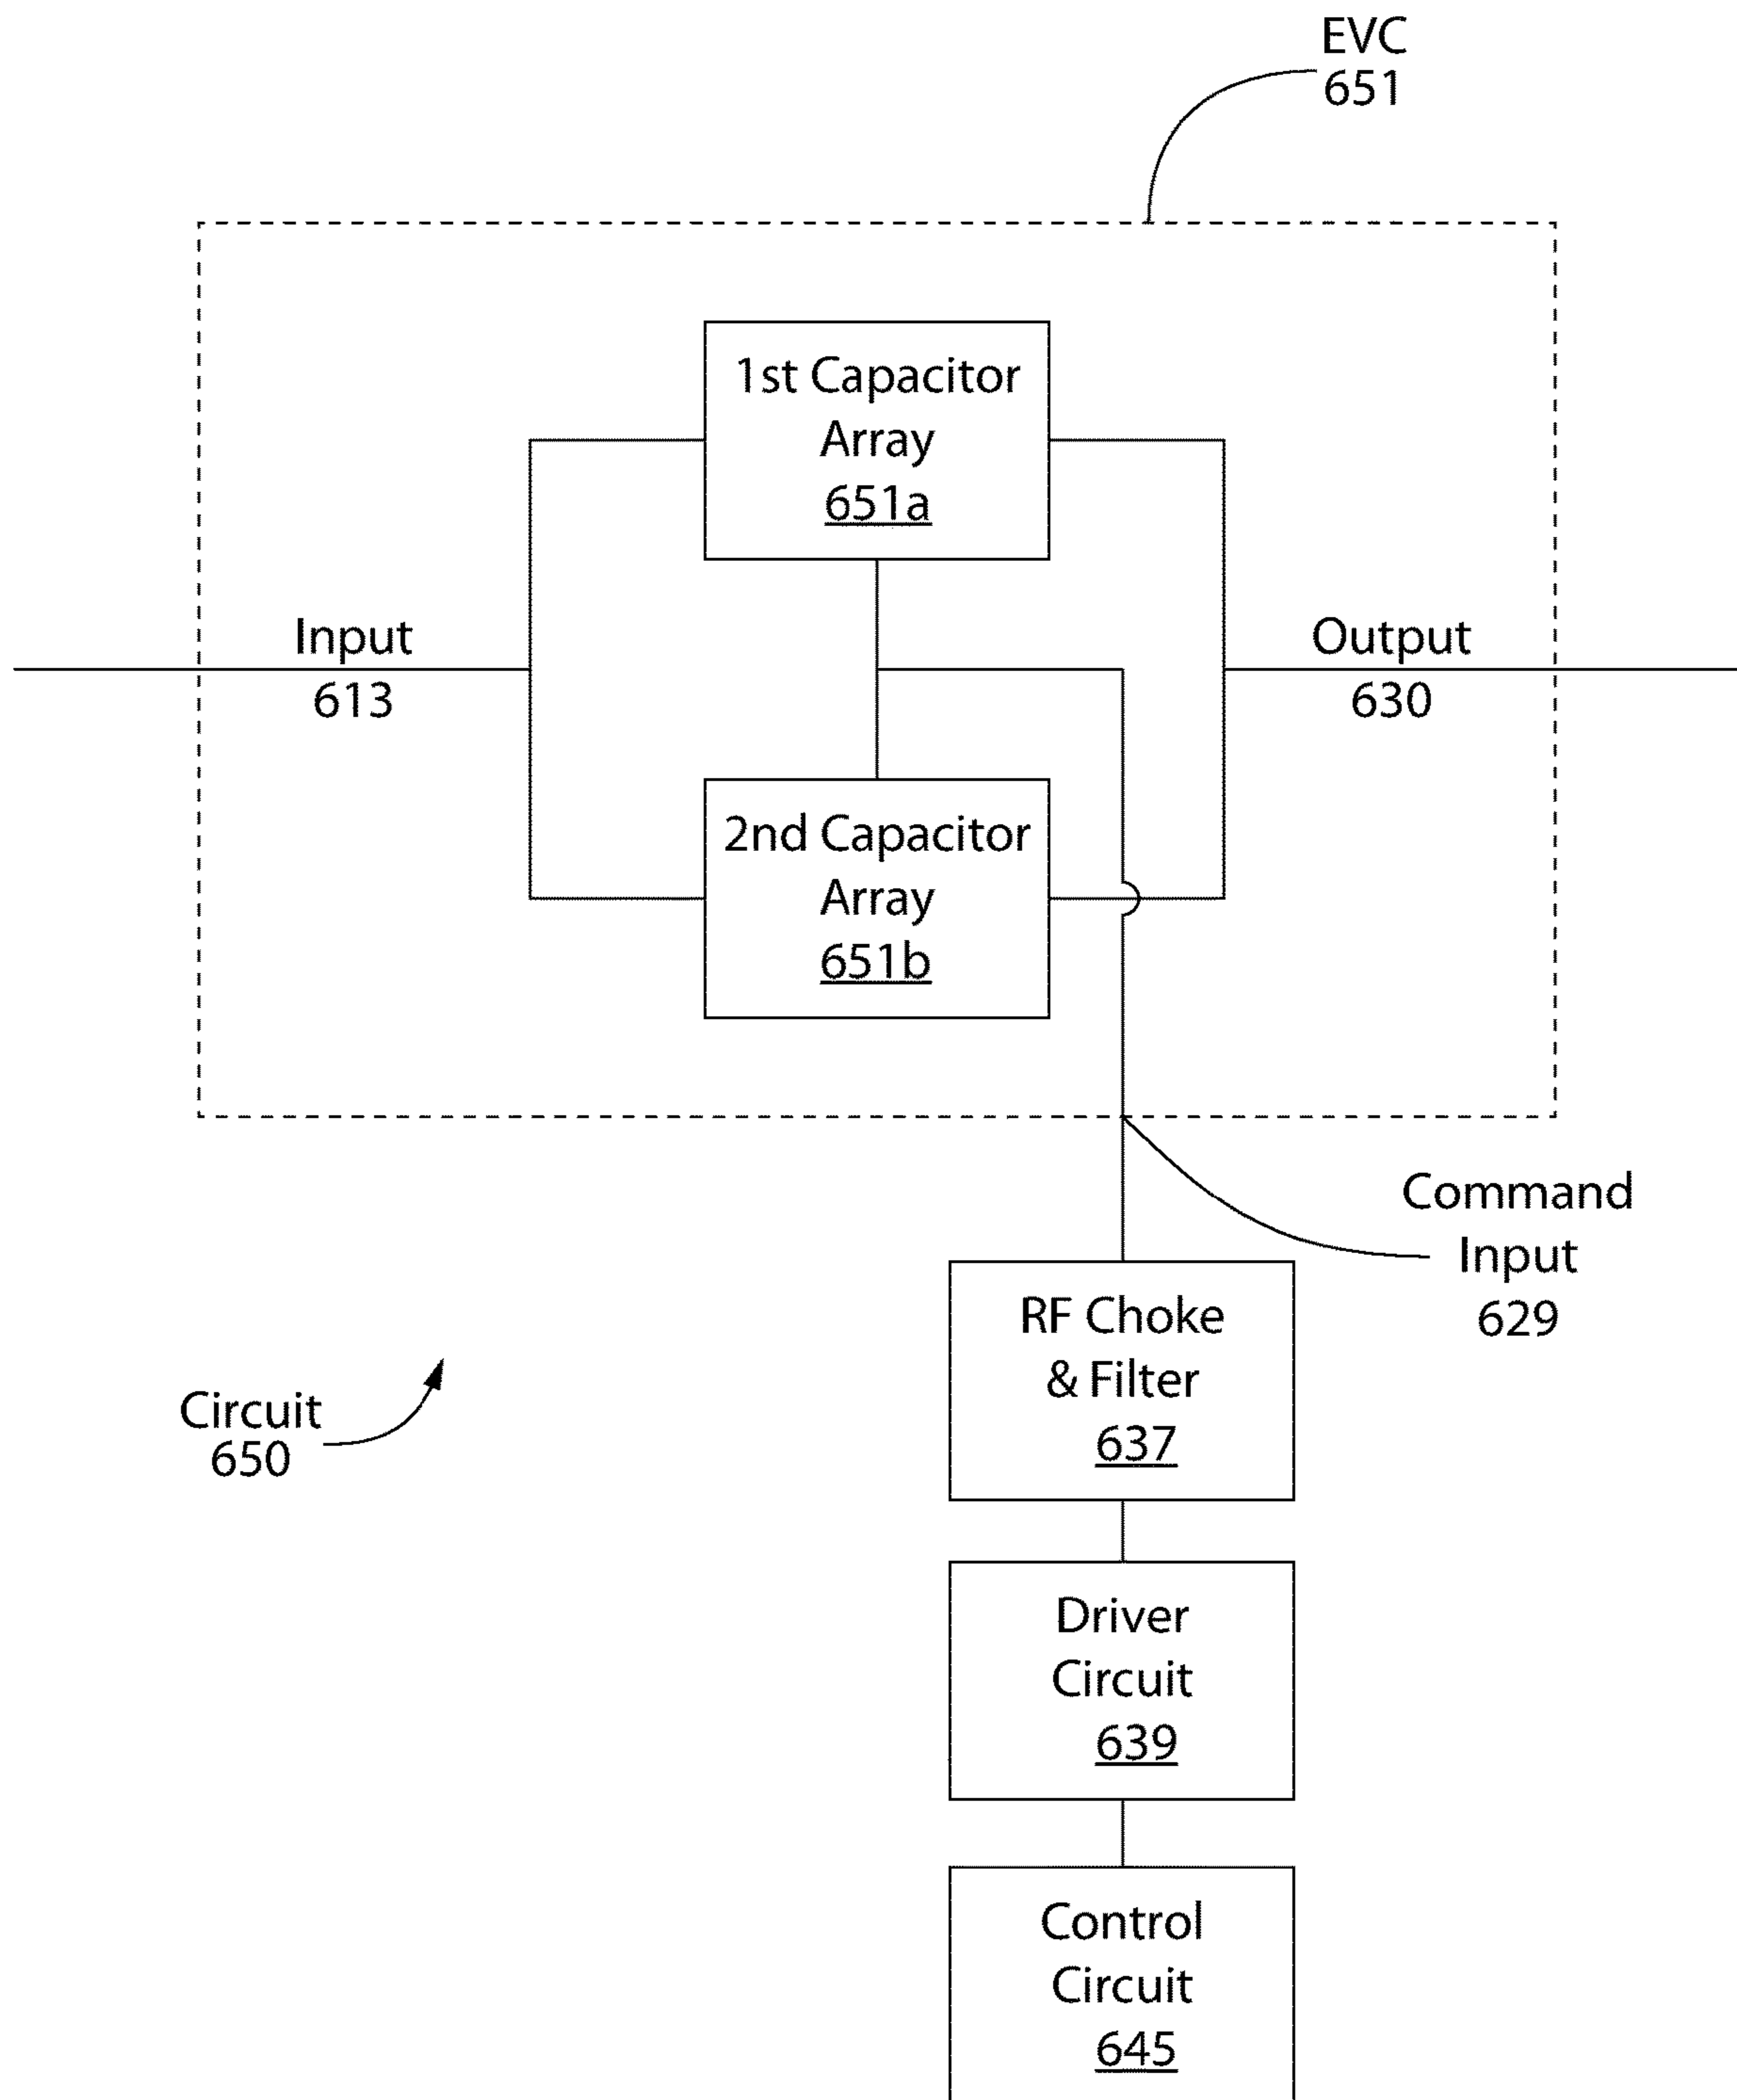 EVC
651
1st Capacitor
Array
651a
Input
613
Output
630
2nd Capacitor
Array
651b
Command
Input
629
RF Choke
& Filter
637
Circuit
650
Driver
Circuit
639
Control
Circuit
645